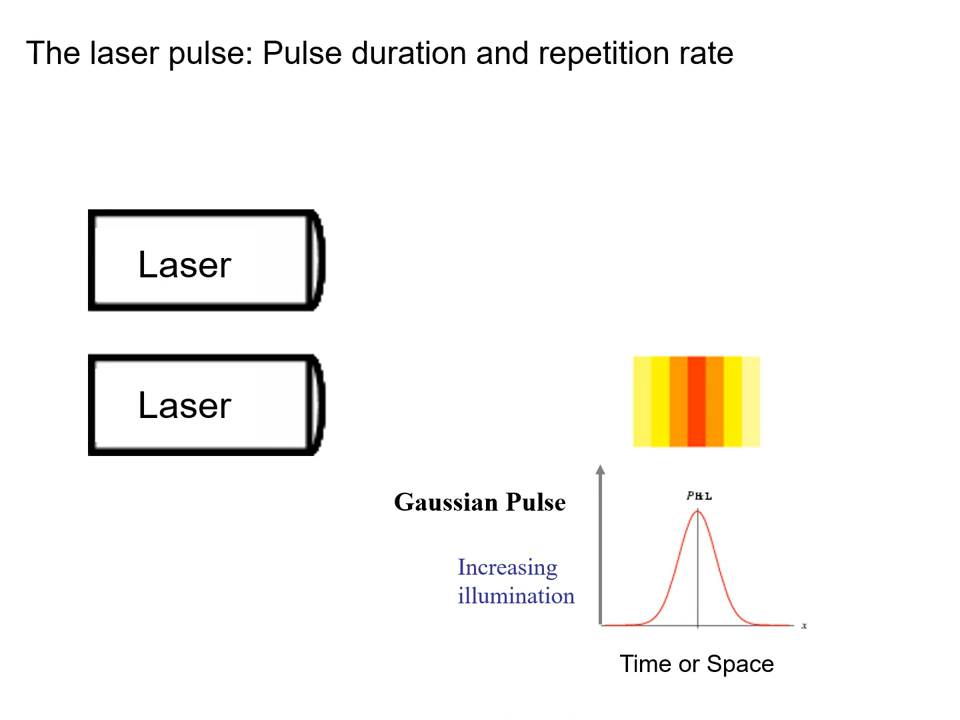 The laser pulse: Pulse duration and repetition rate
Laser
Laser
Gaussian Pulse
Increasing
illumination
x
Time or Space